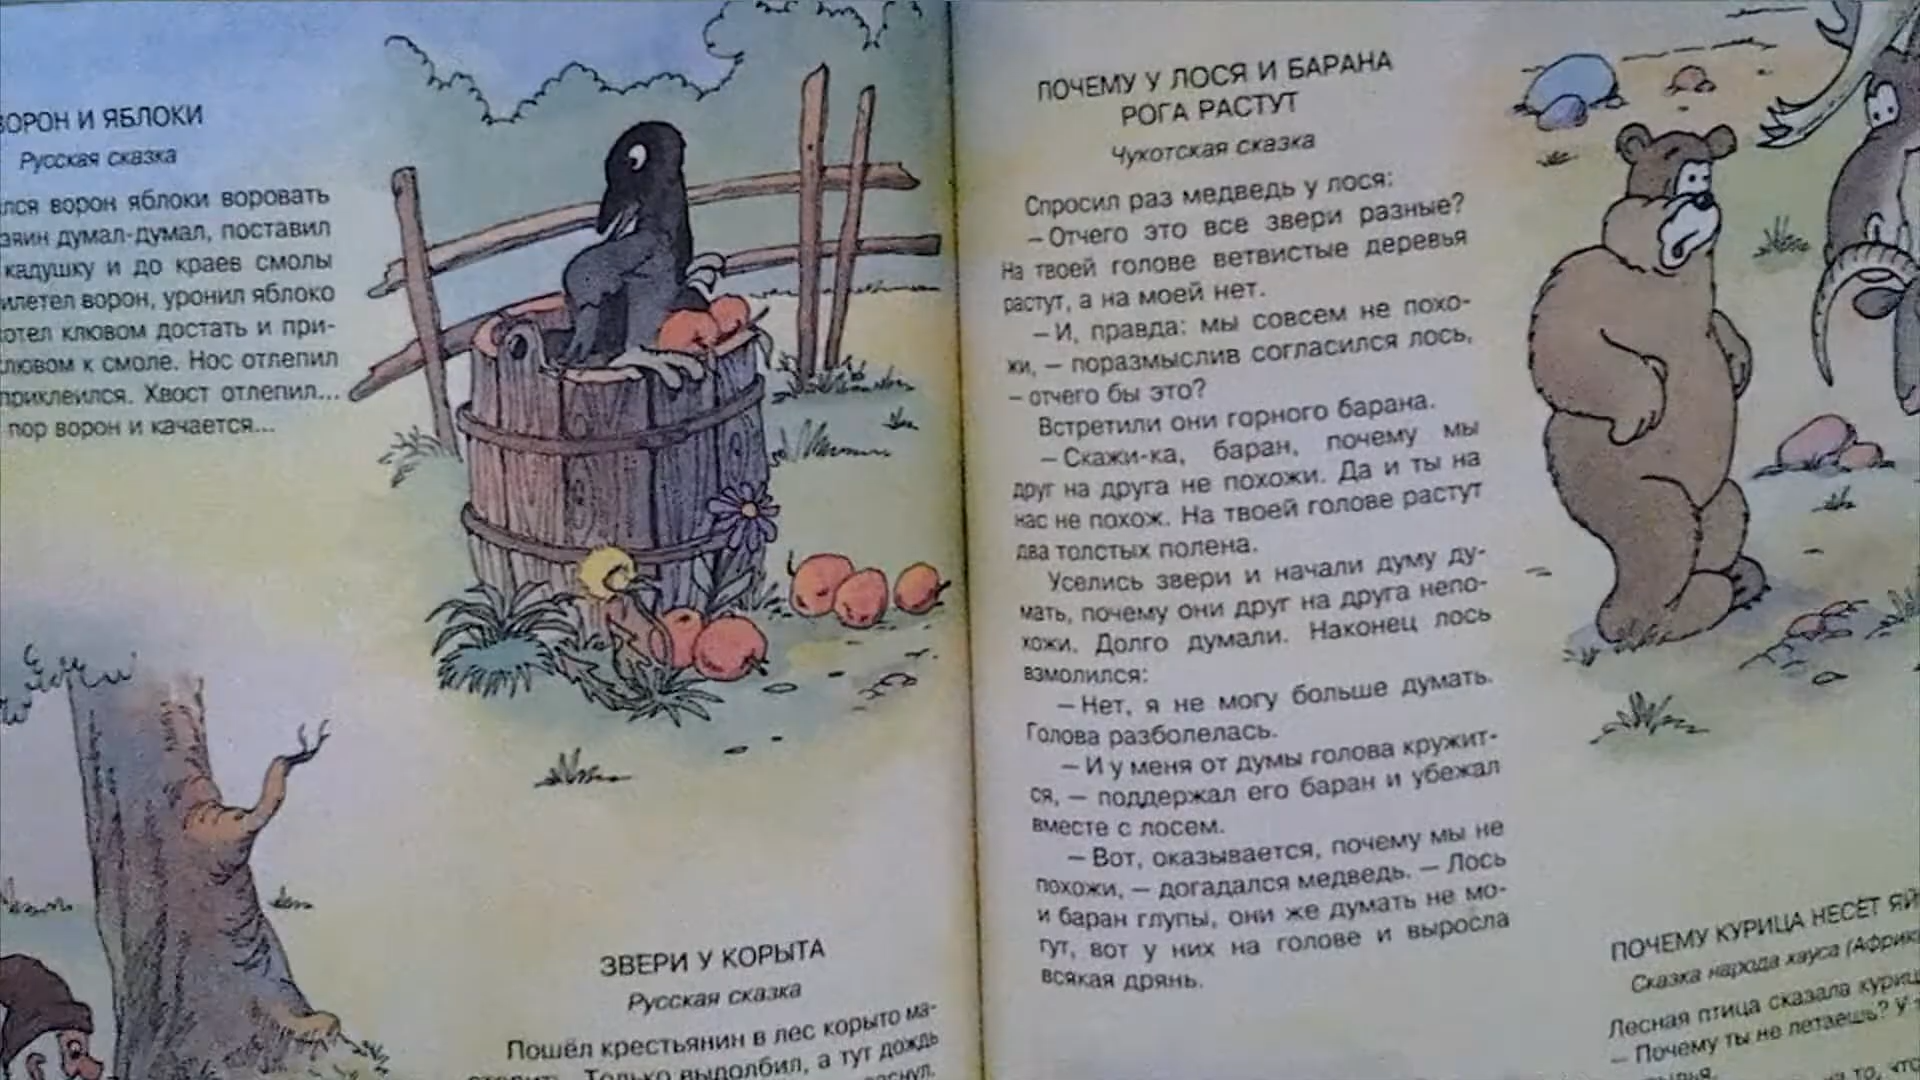 ВОРОН И ЯБЛОКИ
Русская сказка
ворон яблоки воровать
думал-думал, поставил
кадушку и до краев смолы
ворон, уронил яблоко
клювом достать и при-
к смоле. Нос отлепил
приклеился. Хвост отлепил...
пор ворон и качается...
ЗВЕРИ У КОРЫТА
Русская сказка
Пошёл крестьянин в лес корыто ма-
Только выдолбил, а тут дождь
ПОЧЕМУ У ЛОСЯ И БАРАНА
РОГА РАСТУТ
Чукотская сказка
Спросил раз медведь у лося:
– Отчего это все звери разные?
На твоей голове ветвистые деревья
растут, а на моей нет.
– И, правда: мы совсем не похо-
жи, – поразмыслив согласился лось,
– отчего бы это?
Встретили они горного барана.
– Скажи-ка, баран, почему мы
друг на друга не похожи. Да и ты на
нас не похож. На твоей голове растут
два толстых полена.
Уселись звери и начали думу ду-
мать, почему они друг на друга непо-
хожи. Долго думали. Наконец лось
взмолился:
– Нет, я не могу больше думать.
Голова разболелась.
– И у меня от думы голова кружит-
ся, – поддержал его баран и убежал
вместе с лосем.
– Вот, оказывается, почему мы не
похожи, – догадался медведь. – Лось
и баран глупы, они же думать не мо-
гут, вот у них на голове и выросла
всякая дрянь.
ПОЧЕМУ КУРИЦА НЕСЕТ
Сказка народа хауса
Лесная птица сказала
– Почему ты не летаешь? У